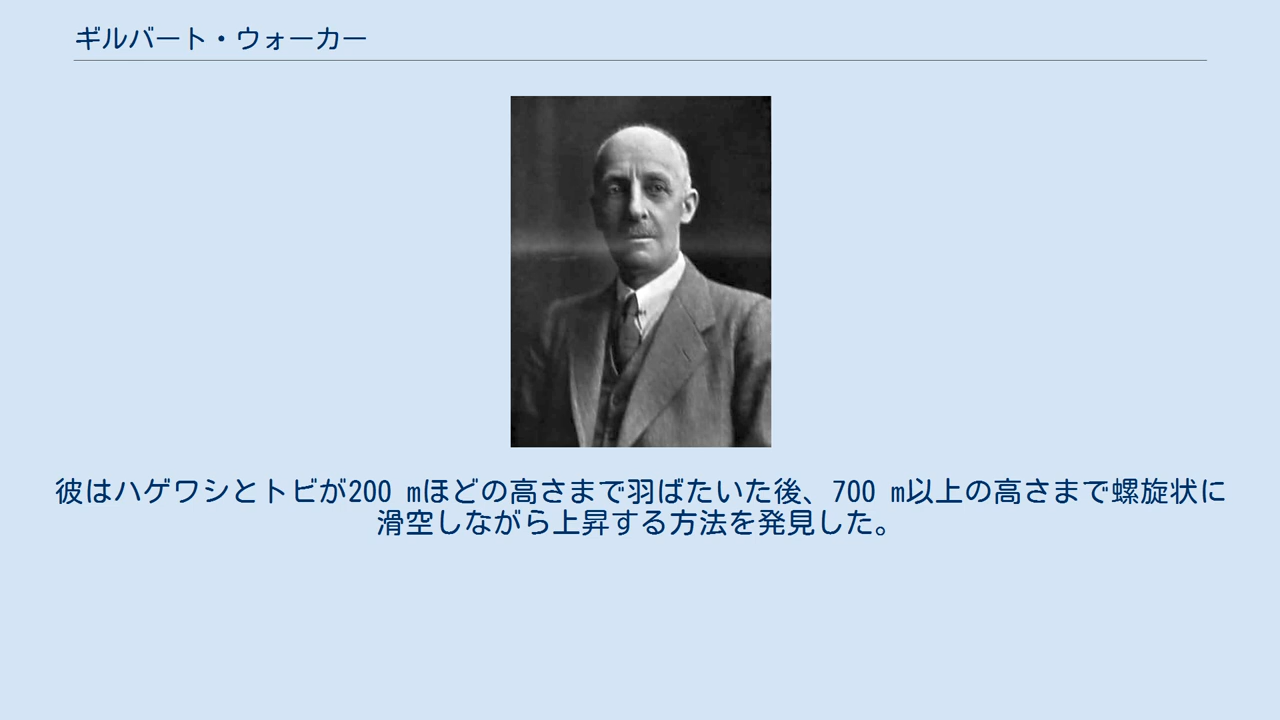 ギルバート・ウォーカー
彼はハゲワシとトビが200 mほどの高さまで羽ばたいた後、700 m以上の高さまで螺旋状に
滑空しながら上昇する方法を発見した。